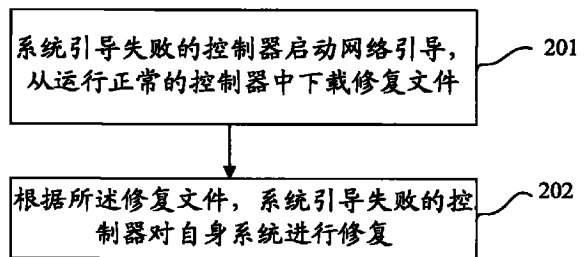 系统引导失败的控制器启动网络引导，
从运行正常的控制器中下载修复文件
201
根据所述修复文件，系统引导失败的控
制器对自身系统进行修复
202